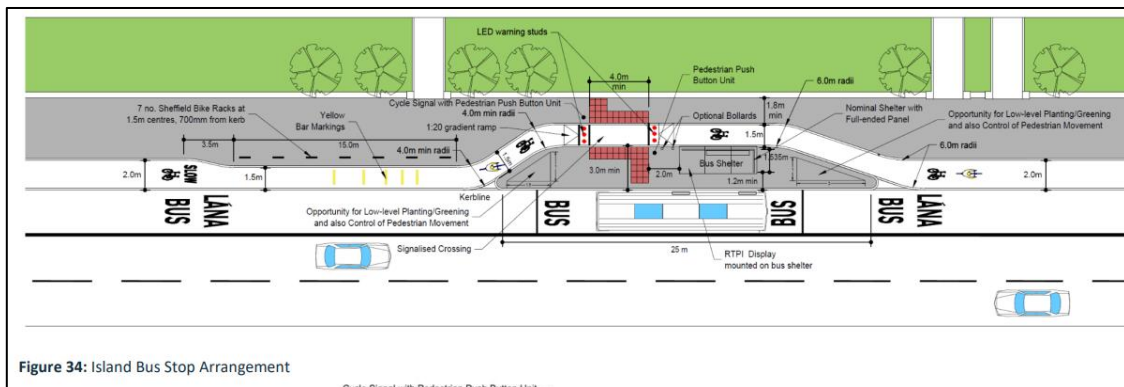 LED warning studs
4.0m
min
Pedestrian Push
Button Unit
6.0m radii
7 no. Sheffield Bike Racks at
1.5m centres, 700mm from kerb
Yellow
Bar Markings
Cycle Signal with Pedestrian Push Button Unit
4.0m min radii
1:20 gradient ramp
Optional Bollards
1.8m
min
Nominal Shelter with
Full-ended Panel
Opportunity for Low-level Planting/Greening
and also Control of Pedestrian Movement
3.5m
15.0m
4.0m min radii
1.5m
1.5m
6.0m radii
2.0m
SLOW
1.5m
3.0m min
2.0m
Bus Shelter
1.2m min
2.0m
Kerbline
Opportunity for Low-level Planting/Greening
and also Control of Pedestrian Movement
LÁNA
BUS
BUS
BUS
LÁNA
BUS
Signalised Crossing
25 m
RTPI Display
mounted on bus shelter
Figure 34: Island Bus Stop Arrangement